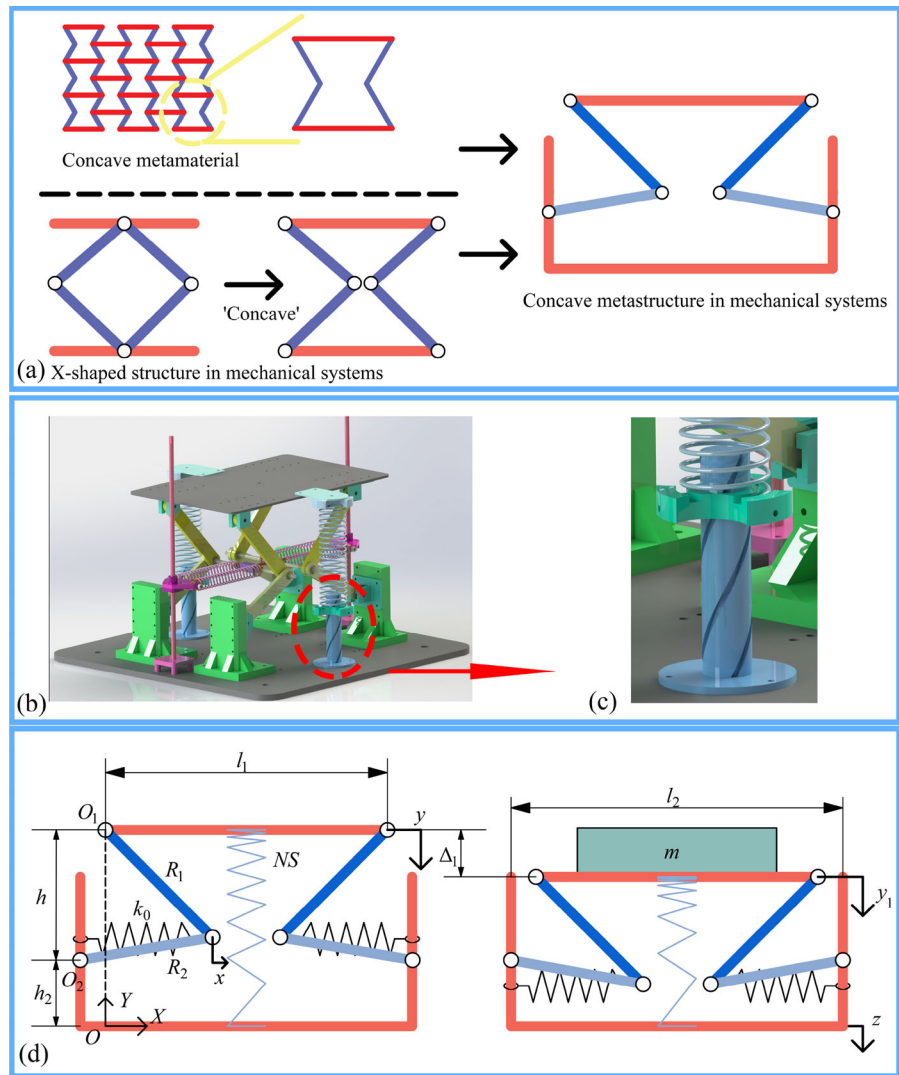 Concave metamaterial
'Concave'
(a) X-shaped structure in mechanical systems
Concave metastructure in mechanical systems
(b)
(c)
l₁
O₁
y
R₁
NS
h
k₀
O₂
R₂
x
h₂
Y
X
O
(d)
l₂
Δ₁
m
y₁
z